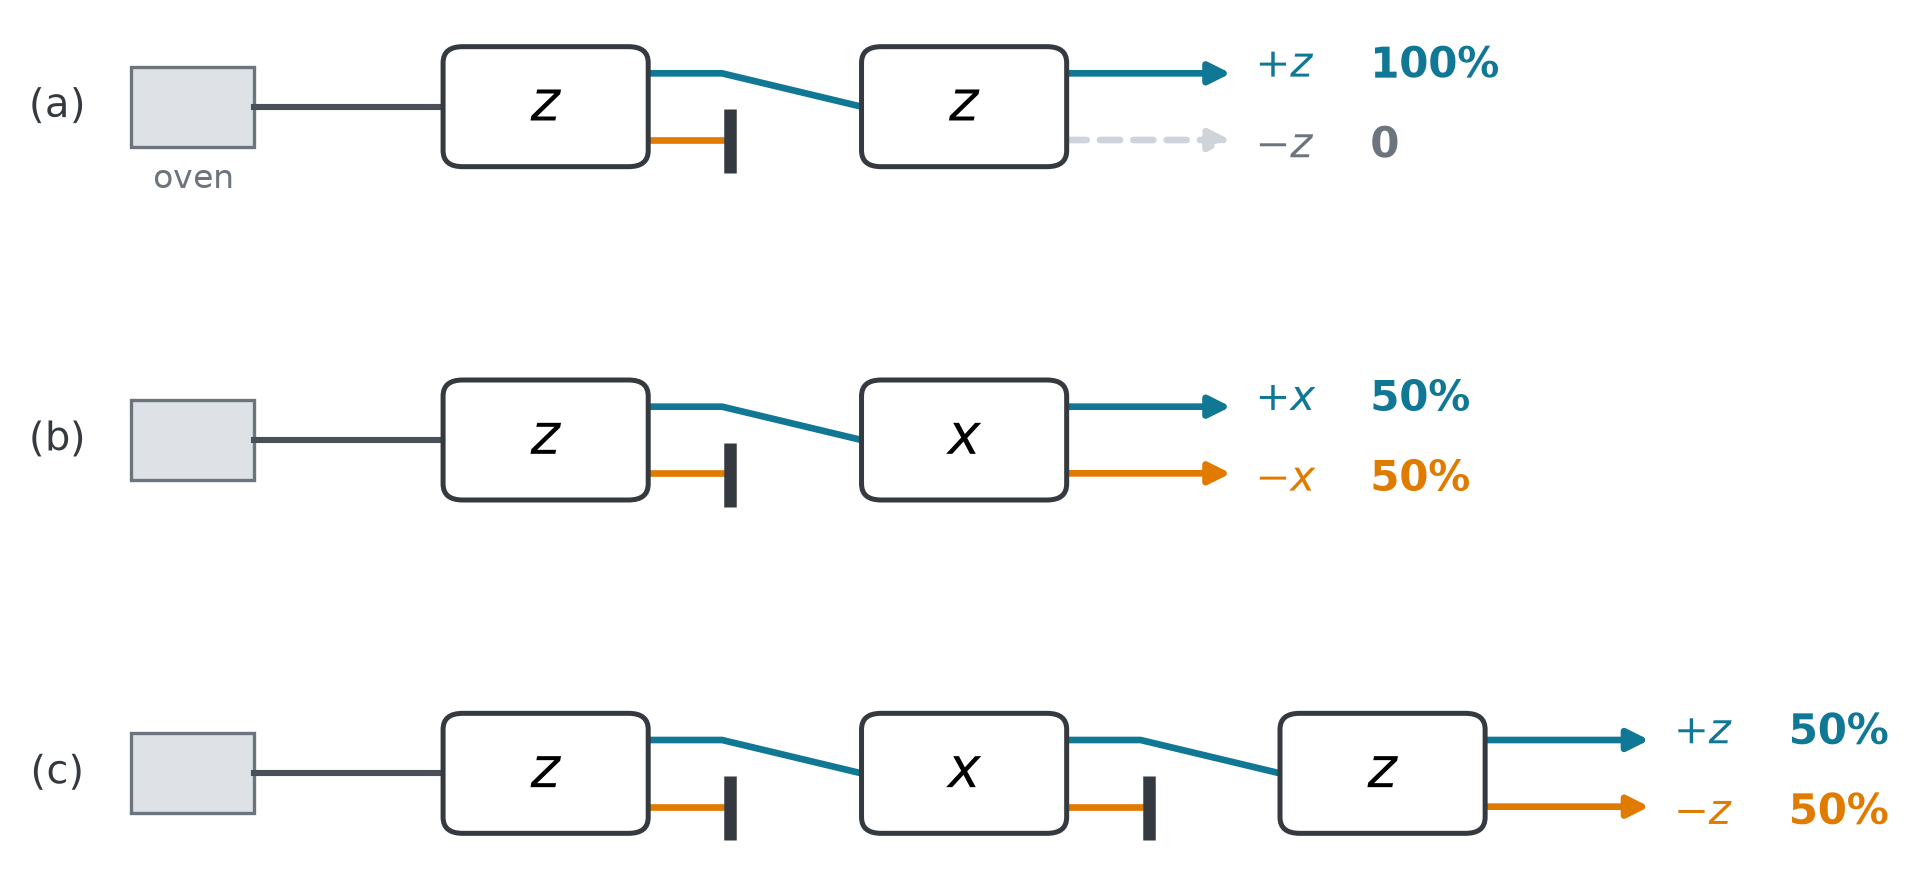 +z 100%
(a) z z
−z 0
oven
+x 50%
(b) z x
−x 50%
+z 50%
(c) z x z
−z 50%